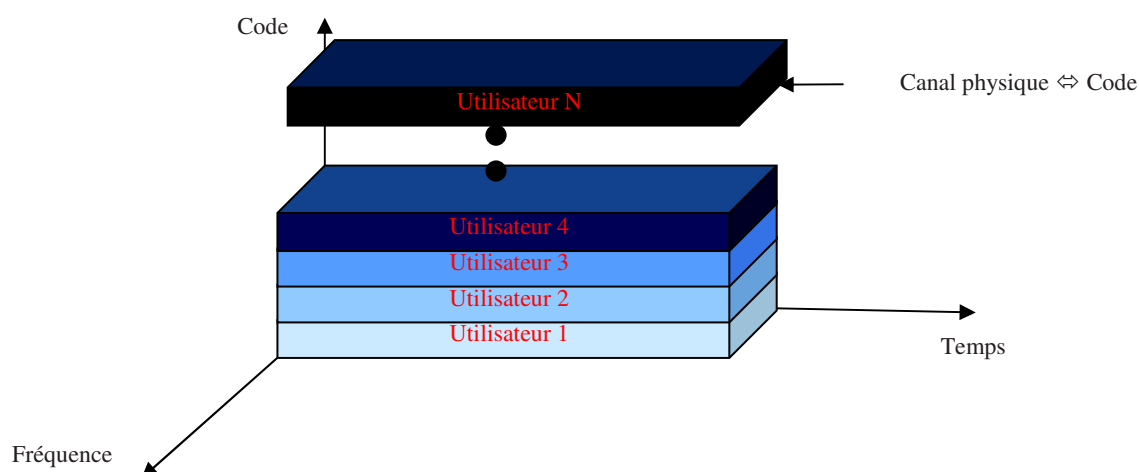 Code
Canal physique ⇔ Code
Utilisateur N
Utilisateur 4
Utilisateur 3
Utilisateur 2
Utilisateur 1
Temps
Fréquence